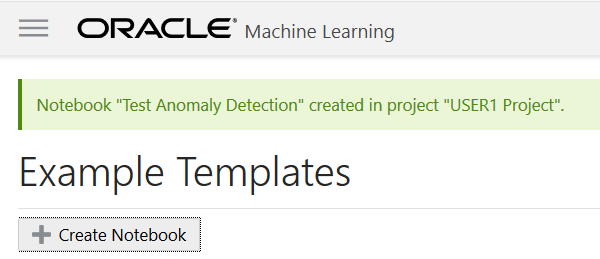 ORACLE® Machine Learning
Notebook "Test Anomaly Detection" created in project "USER1 Project".
Example Templates
Create Notebook